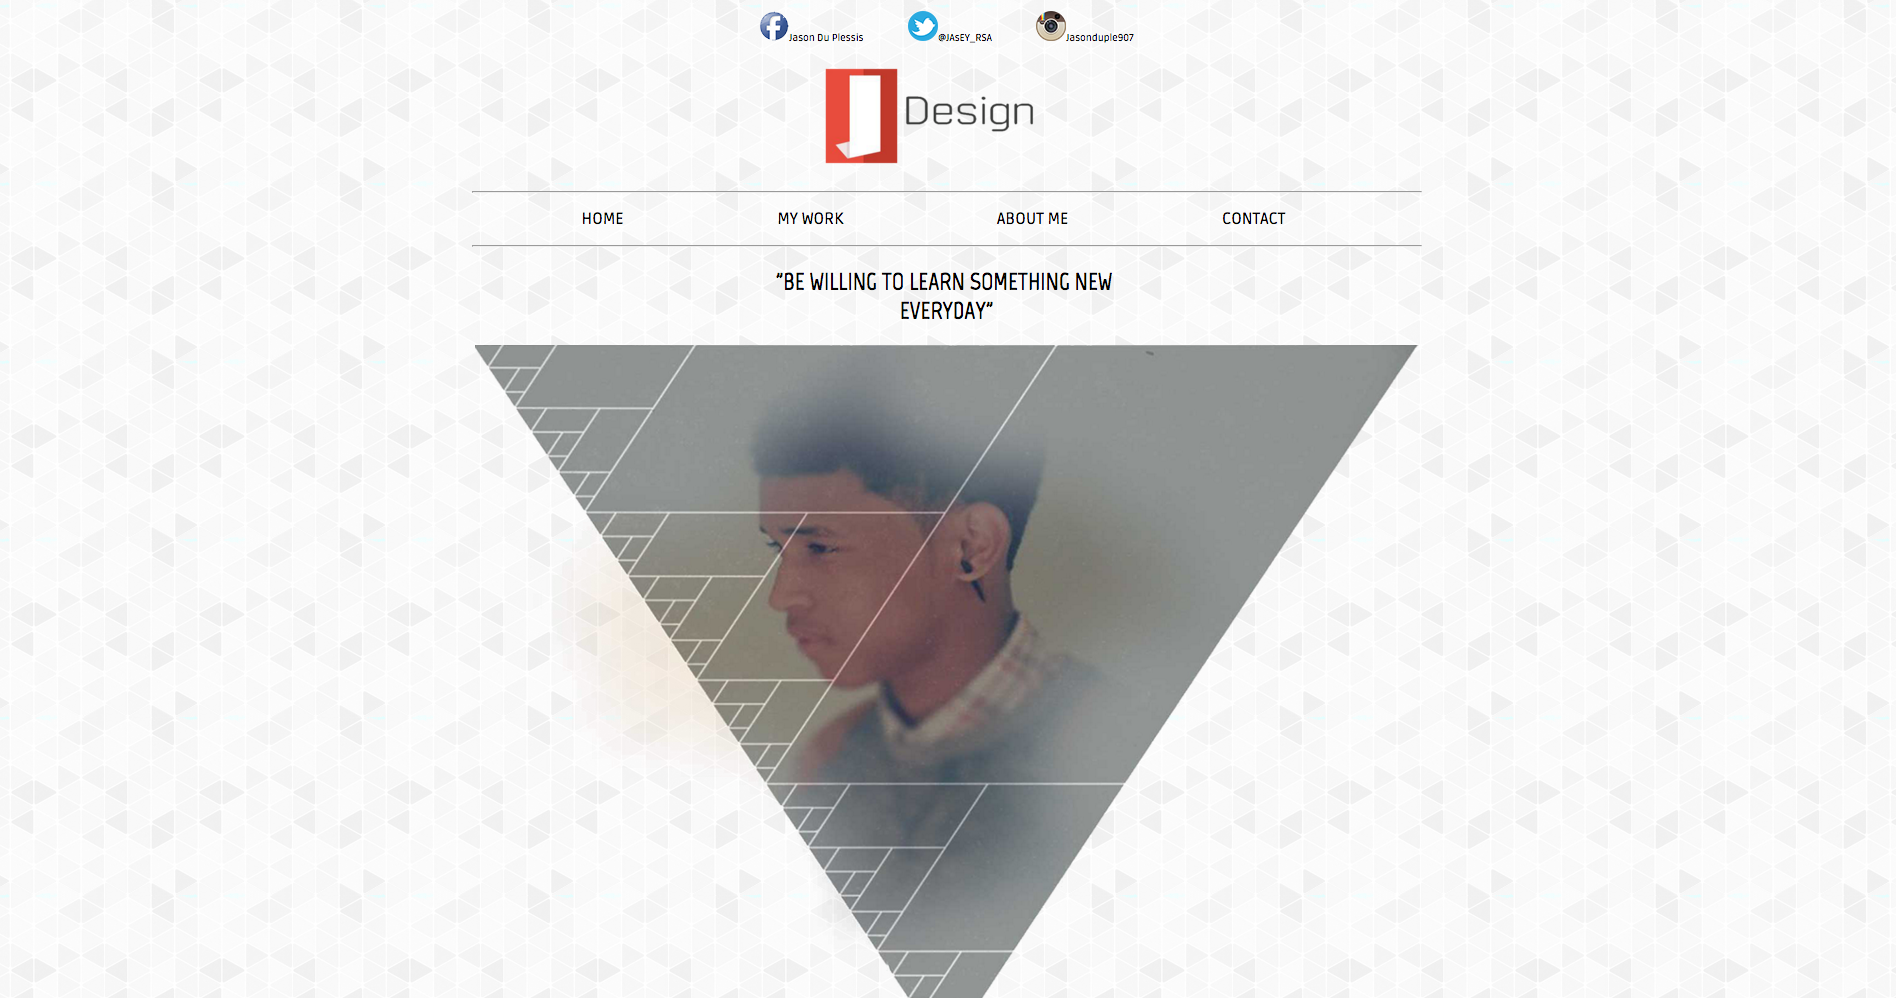 Jason Du Plessis @JAsEY_RSA Jasonduple907
Design
HOME MY WORK ABOUT ME CONTACT
“BE WILLING TO LEARN SOMETHING NEW
EVERYDAY”